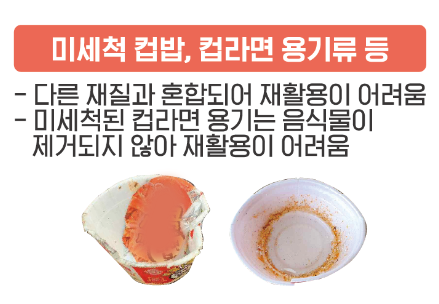 미세척 컵밥, 컵라면 용기류 등
- 다른 재질과 혼합되어 재활용이 어려움
- 미세척된 컵라면 용기는 음식물이
제거되지 않아 재활용이 어려움